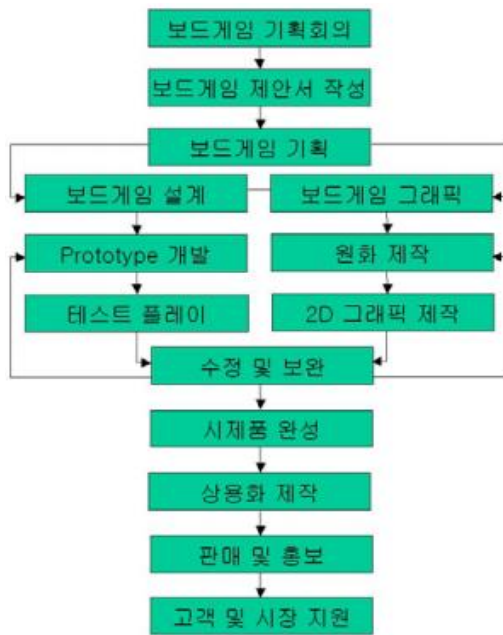 보드게임 기획회의
보드게임 제안서 작성
보드게임 기획
보드게임 설계
보드게임 그래픽
Prototype 개발
원화 제작
테스트 플레이
2D 그래픽 제작
수정 및 보완
시제품 완성
상용화 제작
판매 및 홍보
고객 및 시장 지원